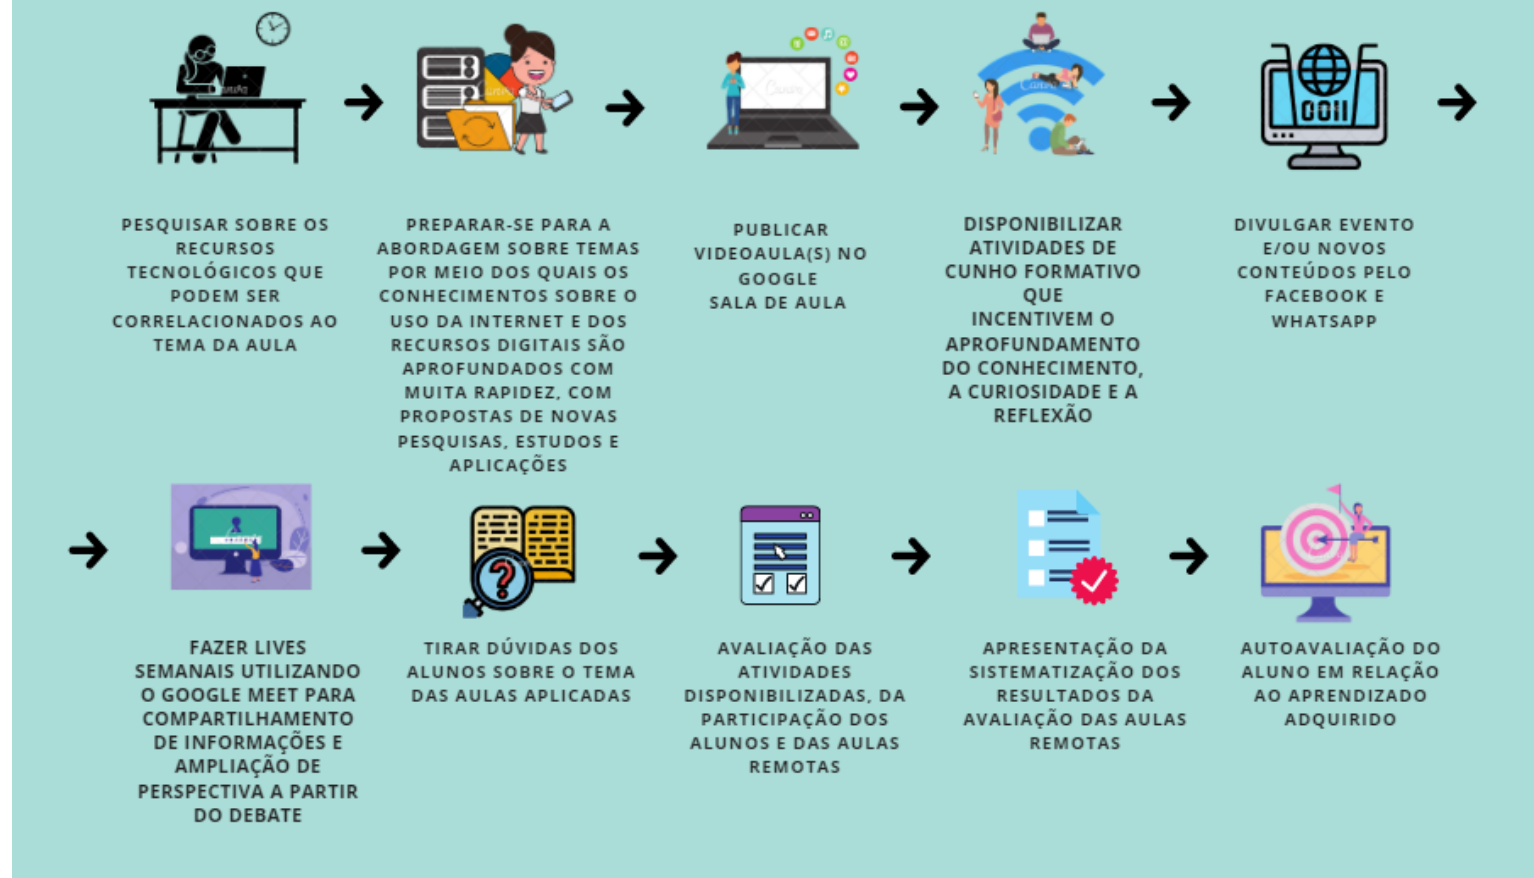 PESQUISAR SOBRE OS
RECURSOS
TECNOLÓGICOS QUE
PODEM SER
CORRELACIONADOS AO
TEMA DA AULA
PREPARAR-SE PARA A
ABORDAGEM SOBRE TEMAS
POR MEIO DOS QUAIS OS
CONHECIMENTOS SOBRE O
USO DA INTERNET E DOS
RECURSOS DIGITAIS SÃO
APROFUNDADOS COM
MUITA RAPIDEZ, COM
PROPOSTAS DE NOVAS
PESQUISAS, ESTUDOS E
APLICAÇÕES
PUBLICAR
VIDEOAULA(S) NO
GOOGLE
SALA DE AULA
DISPONIBILIZAR
ATIVIDADES DE
CUNHO FORMATIVO
QUE
INCENTIVEM O
APROFUNDAMENTO
DO CONHECIMENTO,
A CURIOSIDADE E A
REFLEXÃO
DIVULGAR EVENTO
E/OU NOVOS
CONTEÚDOS PELO
FACEBOOK E
WHATSAPP
FAZER LIVES
SEMANAIS UTILIZANDO
O GOOGLE MEET PARA
COMPARTILHAMENTO
DE INFORMAÇÕES E
AMPLIAÇÃO DE
PERSPECTIVA A PARTIR
DO DEBATE
TIRAR DÚVIDAS DOS
ALUNOS SOBRE O TEMA
DAS AULAS APLICADAS
AVALIAÇÃO DAS
ATIVIDADES
DISPONIBILIZADAS, DA
PARTICIPAÇÃO DOS
ALUNOS E DAS AULAS
REMOTAS
APRESENTAÇÃO DA
SISTEMATIZAÇÃO DOS
RESULTADOS DA
AVALIAÇÃO DAS AULAS
REMOTAS
AUTOAVALIAÇÃO DO
ALUNO EM RELAÇÃO
AO APRENDIZADO
ADQUIRIDO